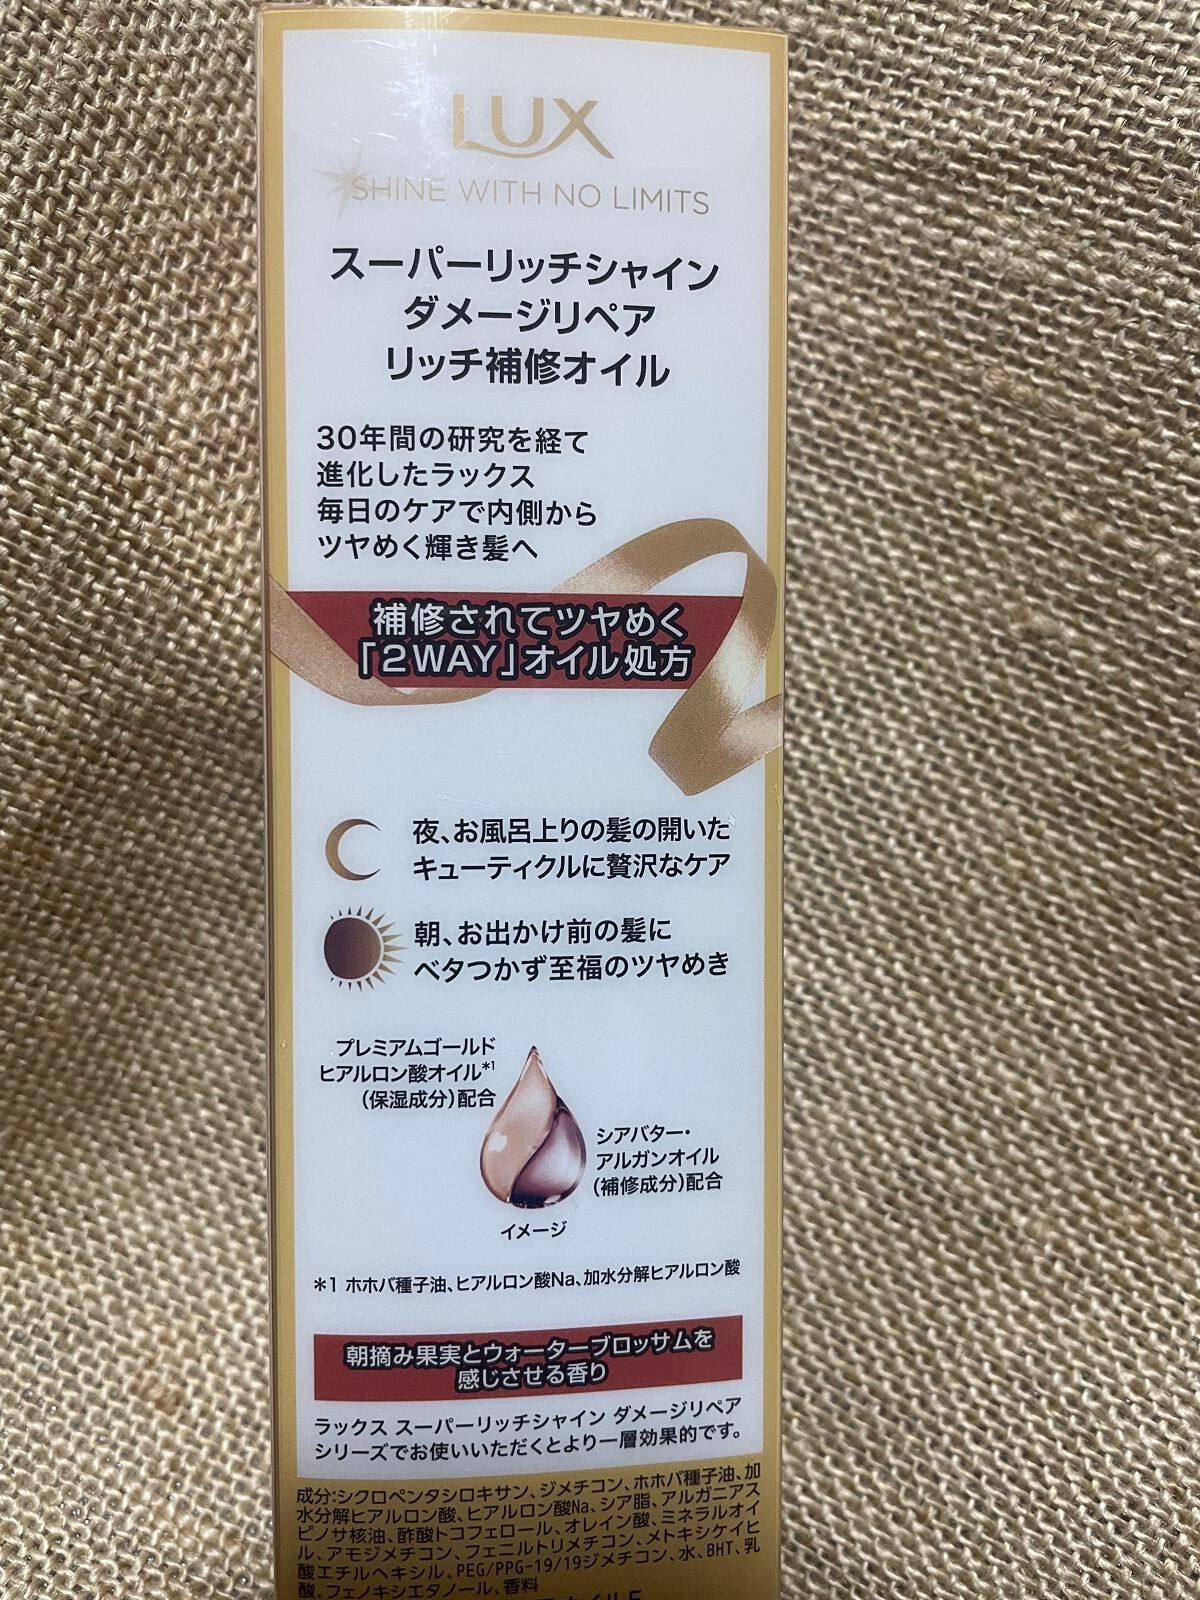 LUX
SHINE WITH NO LIMITS
スーパーリッチシャイン
ダメージリペア
リッチ補修オイル
30年間の研究を経て
進化したラックス
毎日のケアで内側から
ツヤめく輝き髪へ
補修されてツヤめく
「2WAY」オイル処方
夜、お風呂上りの髪の開いた
キューティクルに贅沢なケア
朝、お出かけ前の髪に
ベタつかず至福のツヤめき
プレミアムゴールド
ヒアルロン酸オイル*1
(保湿成分)配合
シアバター・
アルガンオイル
(補修成分)配合
イメージ
*1 ホホバ種子油、ヒアルロン酸Na、加水分解ヒアルロン酸
朝摘み果実とウォーターブロッサムを
感じさせる香り
ラックス スーパーリッチシャイン ダメージリペア
シリーズでお使いいただくとより一層効果的です。
成分:シクロペンタシロキサン、ジメチコン、ホホバ種子油、加
水分解ヒアルロン酸、ヒアルロン酸Na、シア脂、アルガニアス
ピノサ核油、酢酸トコフェロール、オレイン酸、ミネラルオイ
ル、アモジメチコン、フェニルトリメチコン、メトキシケイヒ
酸エチルヘキシル、PEG/PPG-19/19ジメチコン、水、BHT、乳
酸、フェノキシエタノール、香料